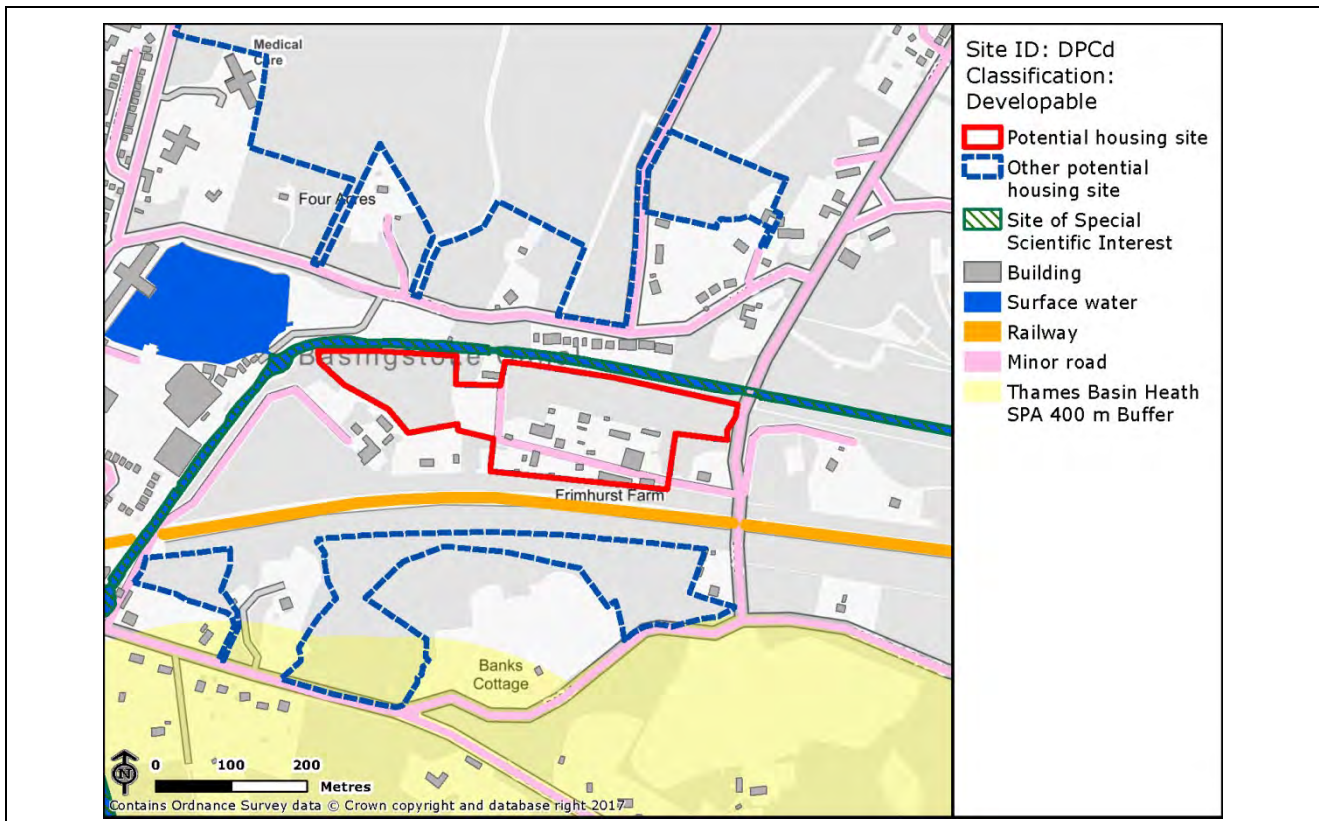 Medical
Care
Four Acres
Basingstoke Canal
Frimhurst Farm
Banks
Cottage
N
0 100 200
Metres
Contains Ordnance Survey data © Crown copyright and database right 2017
Site ID: DPCd
Classification:
Developable
Potential housing site
Other potential
housing site
Site of Special
Scientific Interest
Building
Surface water
Railway
Minor road
Thames Basin Heath
SPA 400 m Buffer